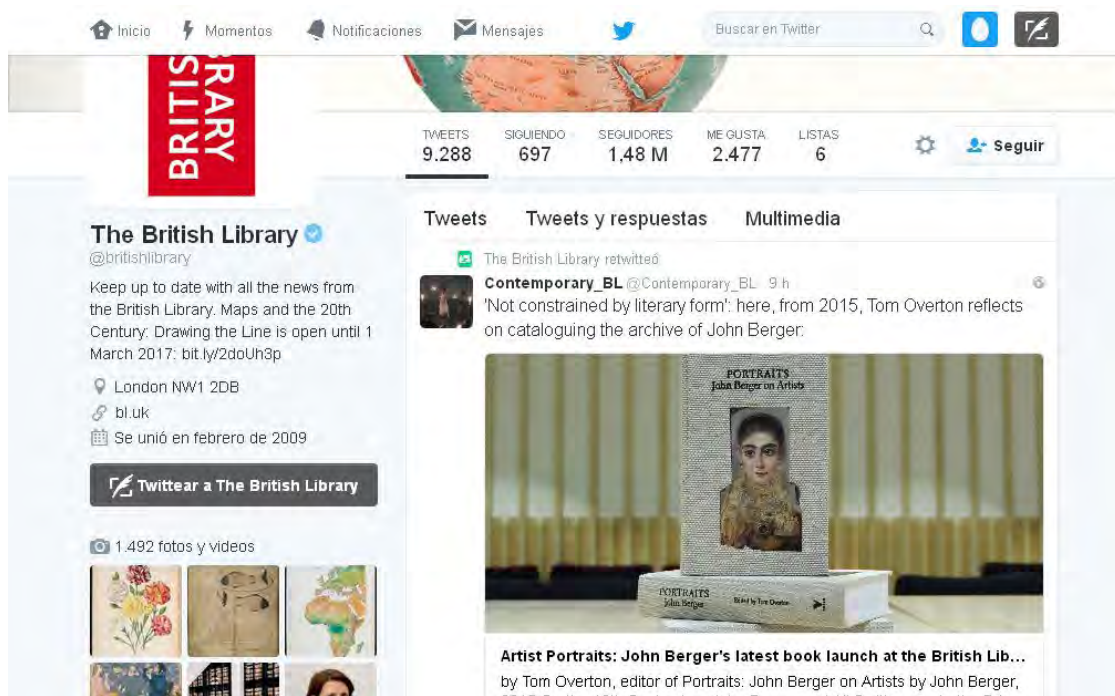 Inicio Momentos Notificaciones Mensajes Buscar en Twitter
BRITIS
BRARY
TWEETS SIGUIENDO SEGUIDORES ME GUSTA LISTAS
9.288 697 1,48 M 2.477 6 Seguir
The British Library
@britishlibrary
Keep up to date with all the news from
the British Library. Maps and the 20th
Century: Drawing the Line is open until 1
March 2017: bit.ly/2doUh3p
London NW1 2DB
bl.uk
Se unió en febrero de 2009
Twittear a The British Library
1.492 fotos y videos
Tweets Tweets y respuestas Multimedia
The British Library retwitteó
Contemporary_BL @Contemporary_BL 9 h
'Not constrained by literary form': here, from 2015, Tom Overton reflects
on cataloguing the archive of John Berger:
PORTRAITS
John Berger on Artists
PORTRAITS
John Berger Edited by Tom Overton
Artist Portraits: John Berger's latest book launch at the British Lib...
by Tom Overton, editor of Portraits: John Berger on Artists by John Berger,